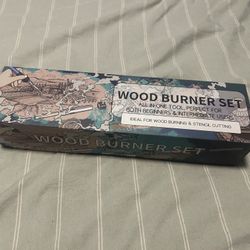 WOOD BURNER SET
ALL IN ONE TOOL, PERFECT FOR
BOTH BEGINNERS & INTERMEDIATE USERS
IDEAL FOR WOOD BURNING & STENCIL CUTTING
WOOD BURNER SET